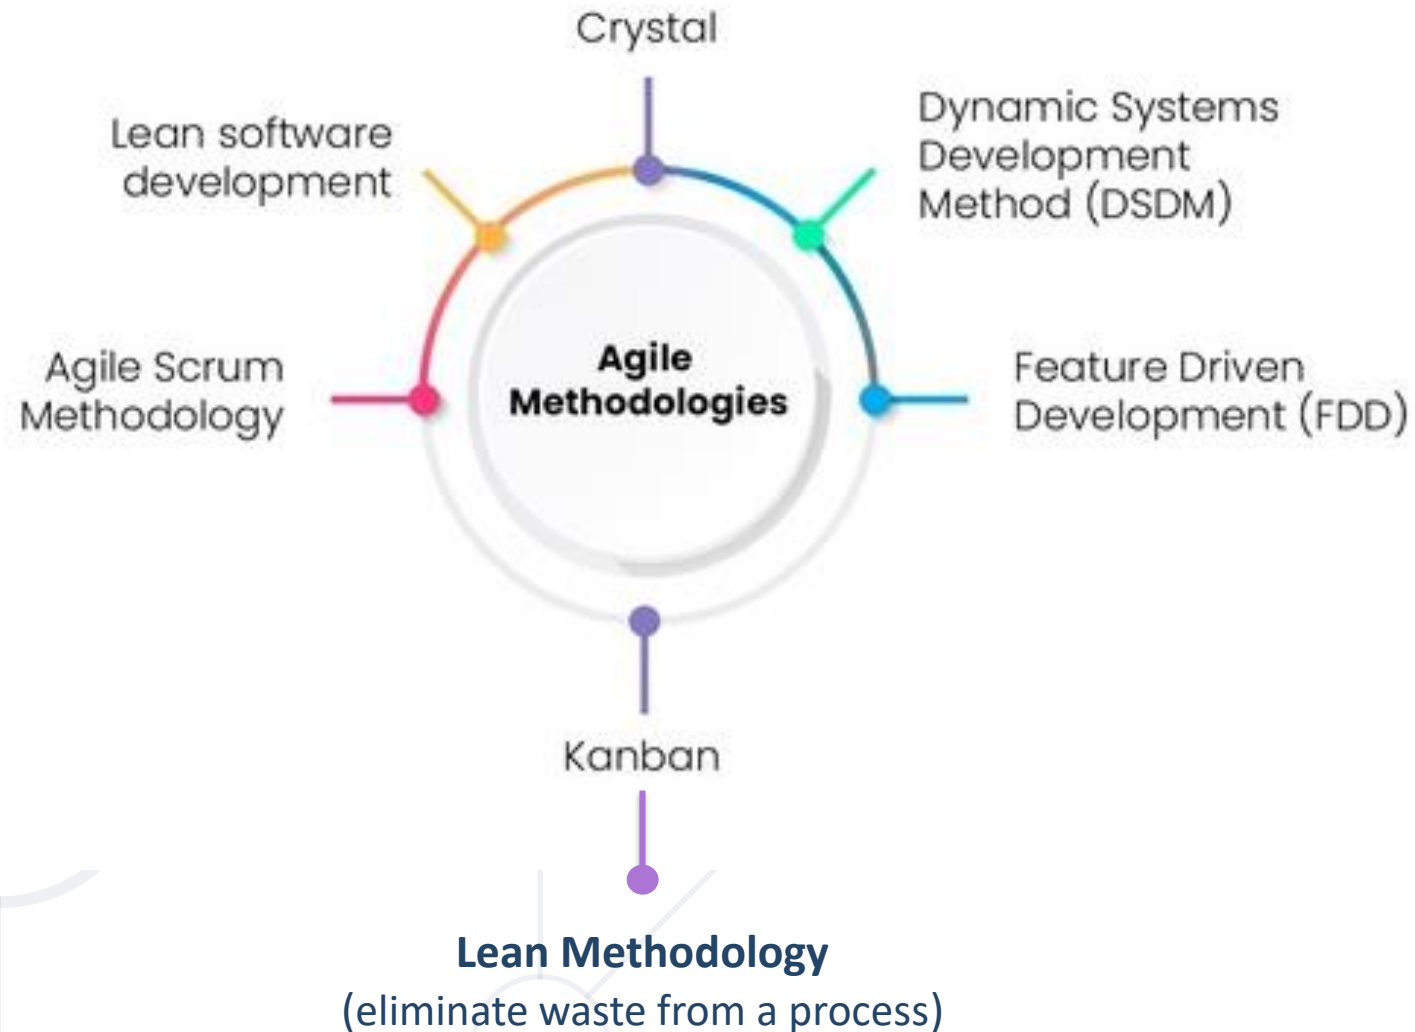 Crystal
Lean software
development
Dynamic Systems
Development
Method (DSDM)
Agile Scrum
Methodology
Agile
Methodologies
Feature Driven
Development (FDD)
Kanban
Lean Methodology
(eliminate waste from a process)